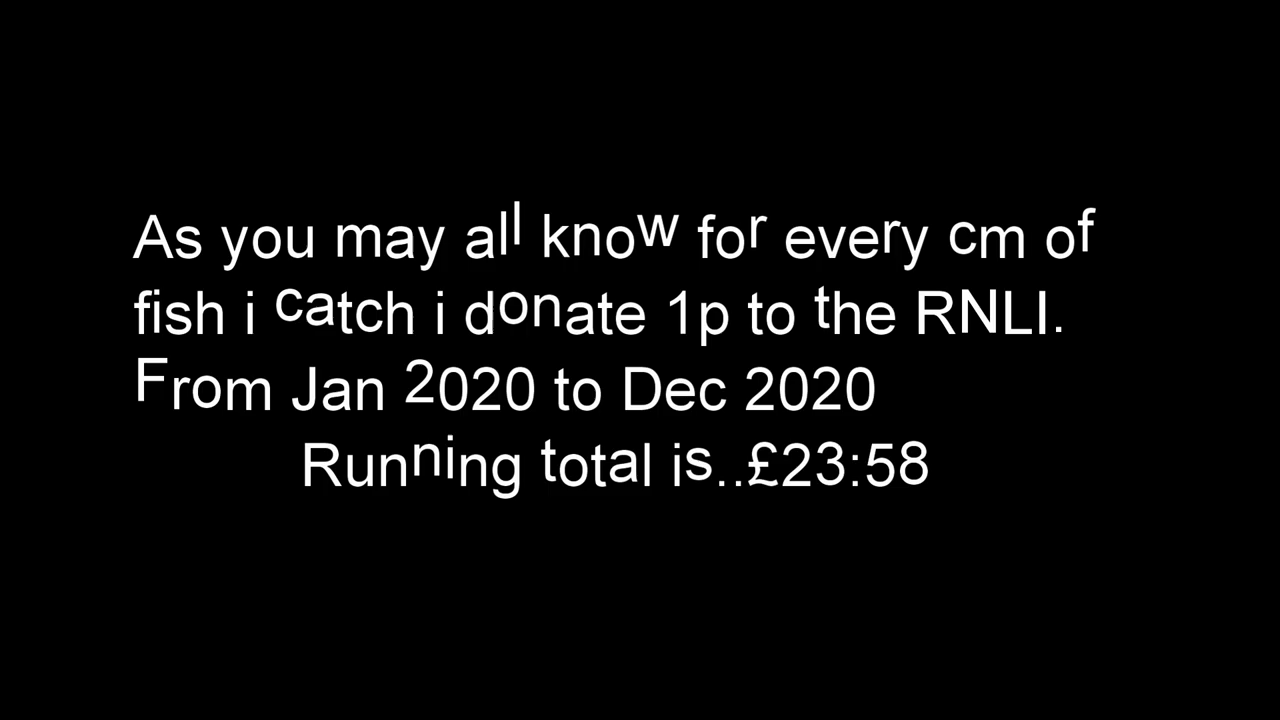 As you may all know for every cm of
fish i catch i donate 1p to the RNLI.
From Jan 2020 to Dec 2020
Running total is..£23:58